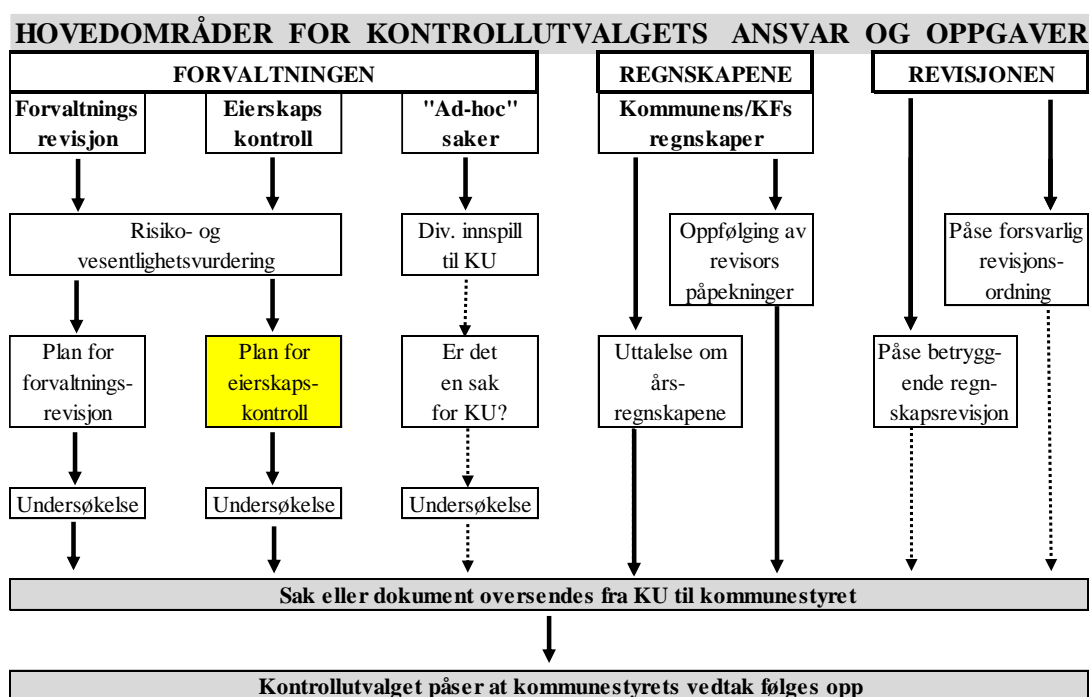 HOVEDOMRÅDER FOR KONTROLLUTVALGETS ANSVAR OG OPPGAVER
FORVALTNINGEN
REGNSKAPENE
REVISJONEN
Forvaltnings
revisjon
Eierskaps
kontroll
"Ad-hoc"
saker
Kommunens/KFs
regnskaper
Risiko- og
vesentlighetsvurdering
Div. innspill
til KU
Oppfølging av
revisors
påpekninger
Påse forsvarlig
revisjons-
ordning
Plan for
forvaltnings-
revisjon
Plan for
eierskaps-
kontroll
Er det
en sak
for KU?
Uttalelse om
års-
regnskapene
Påse betrygg-
ende regn-
skapsrevisjon
Undersøkelse
Undersøkelse
Undersøkelse
Sak eller dokument oversendes fra KU til kommunestyret
Kontrollutvalget påser at kommunestyrets vedtak følges opp